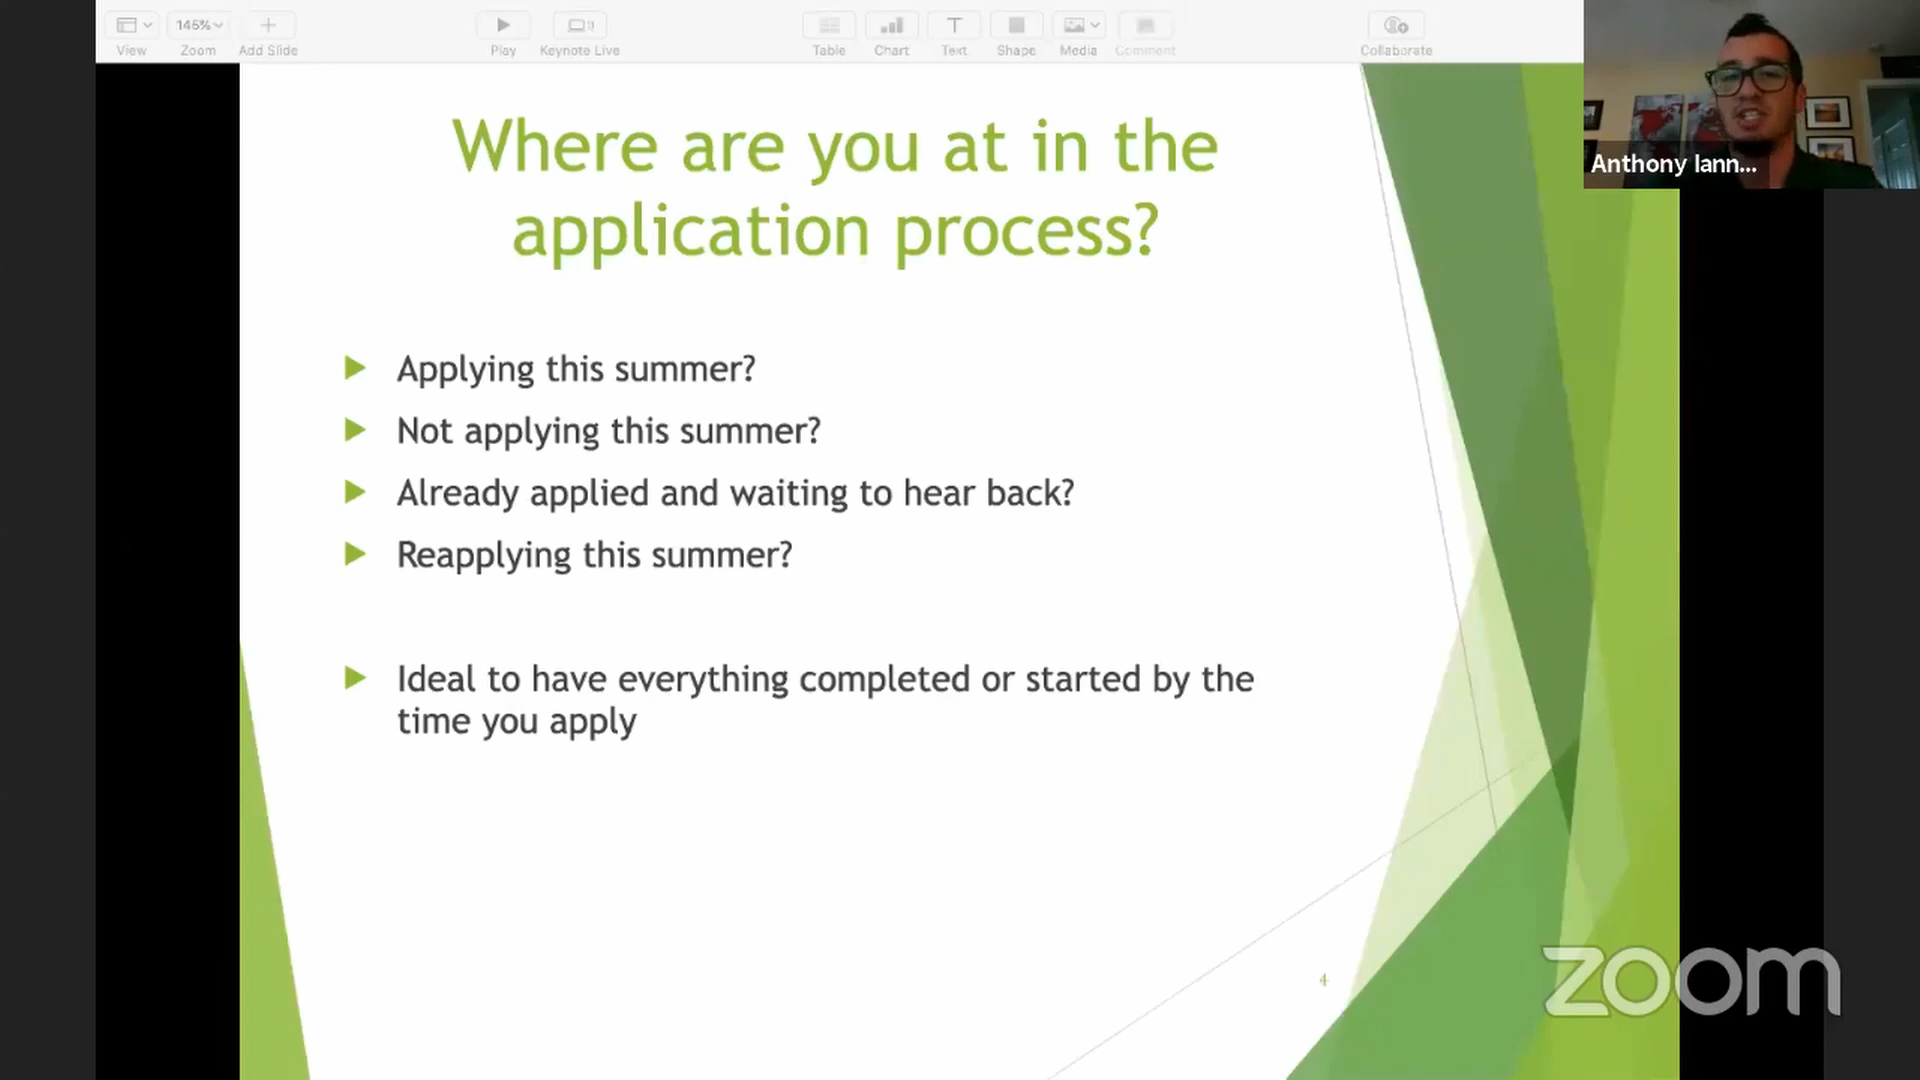 145%
View
Zoom
Add Slide
Play
Keynote Live
Table
Chart
Text
Shape
Media
Comment
Collaborate
Anthony Iann...
Where are you at in the
application process?
Applying this summer?
Not applying this summer?
Already applied and waiting to hear back?
Reapplying this summer?
Ideal to have everything completed or started by the
time you apply
4
zoom